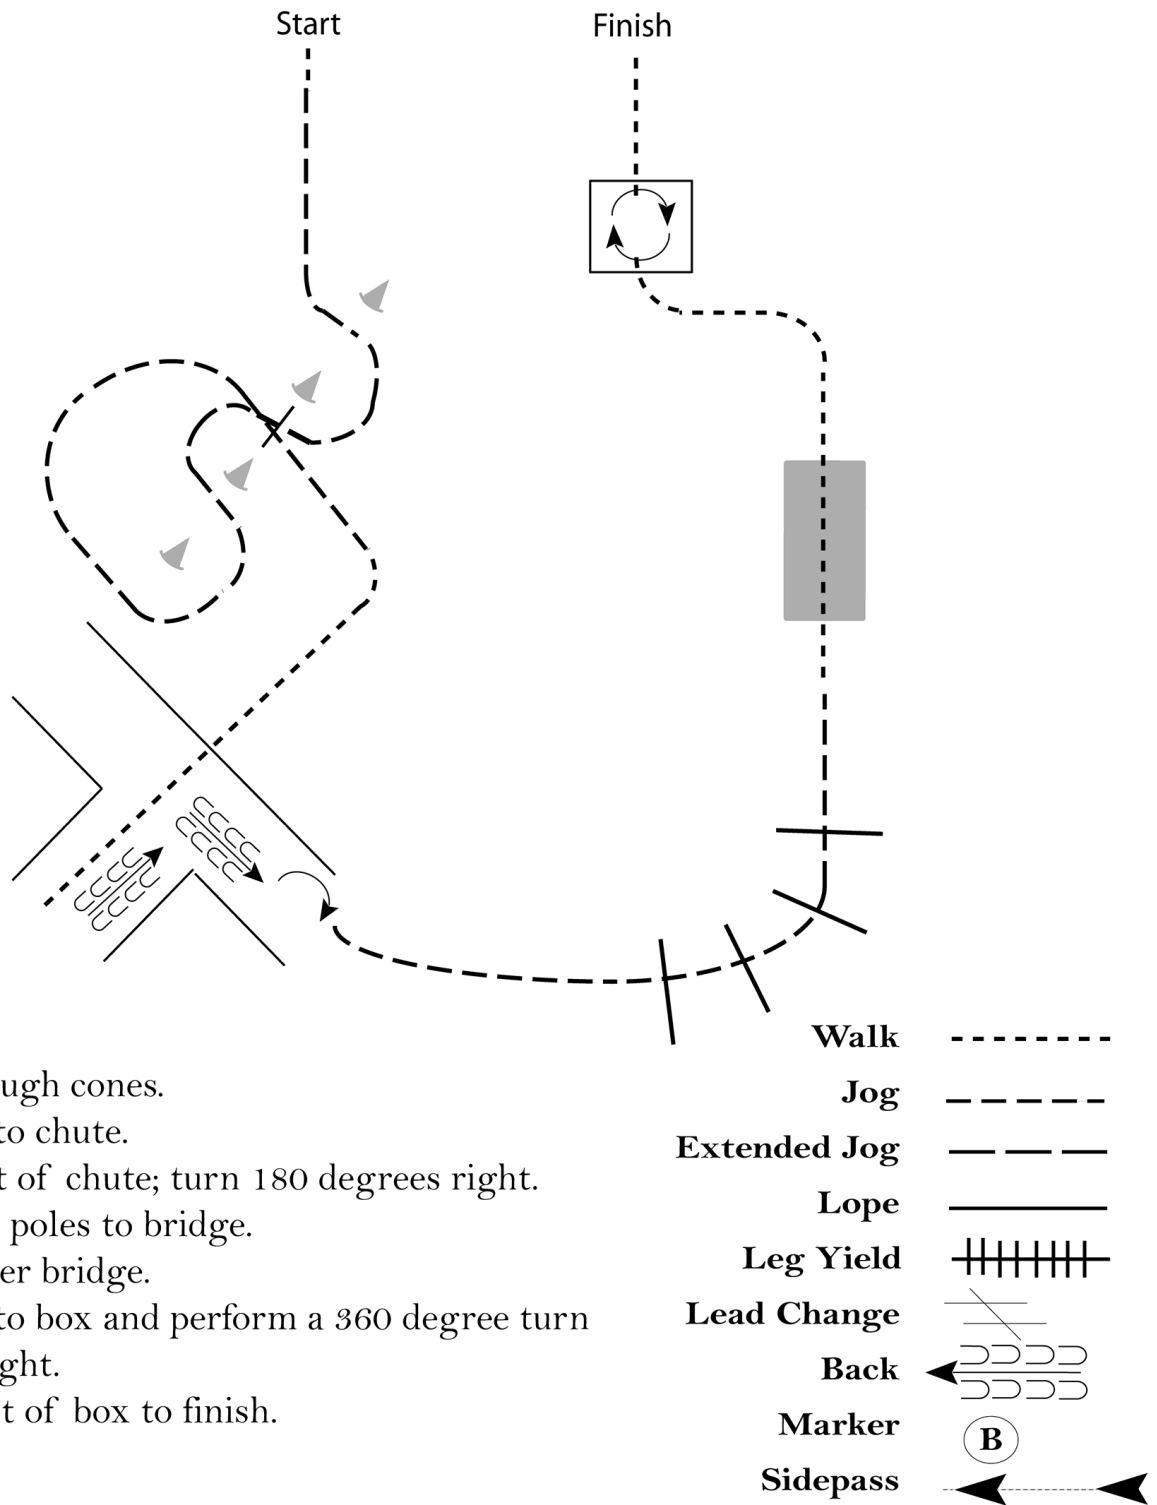 Start
Finish
ugh cones.
to chute.
t of chute; turn 180 degrees right.
poles to bridge.
er bridge.
to box and perform a 360 degree turn
ght.
t of box to finish.
Walk
Jog
Extended Jog
Lope
Leg Yield
Lead Change
Back
Marker B
Sidepass